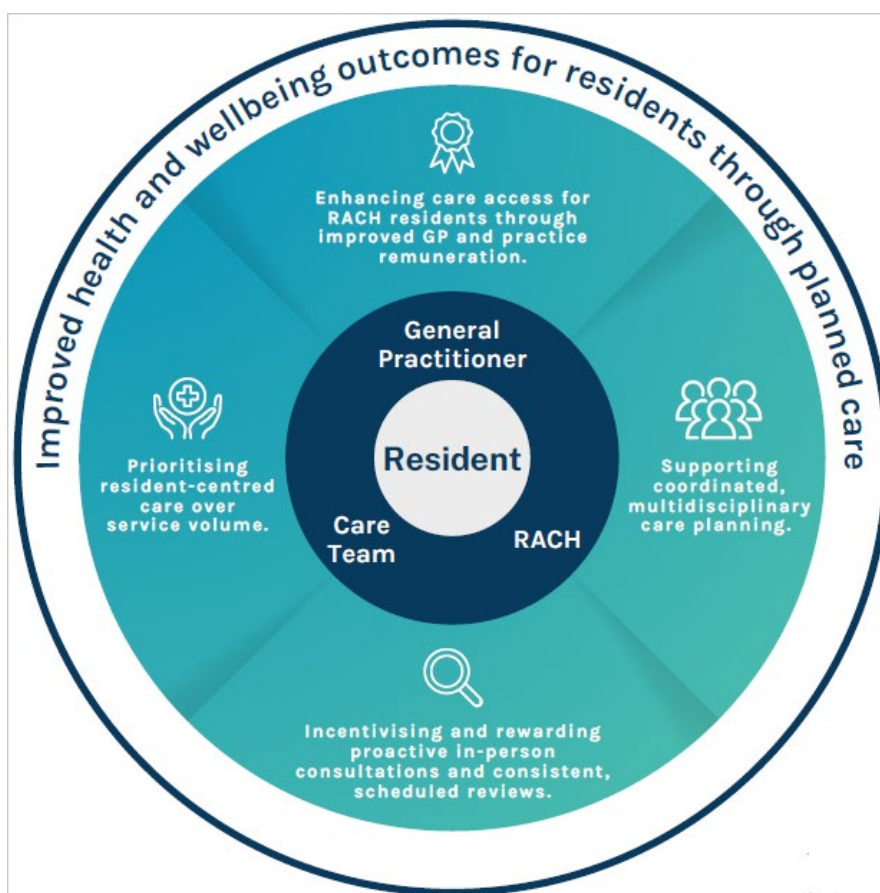 Improved health and wellbeing outcomes for residents through planned care
Enhancing care access for
RACH residents through
improved GP and practice
remuneration.
General
Practitioner
Resident
Care
Team
RACH
Prioritising
resident-centred
care over
service volume.
Supporting
coordinated,
multidisciplinary
care planning.
Incentivising and rewarding
proactive in-person
consultations and consistent,
scheduled reviews.